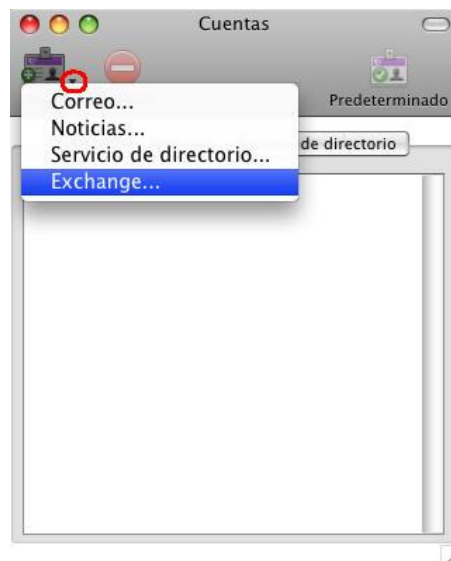 Cuentas
Predeterminado
Correo...
Noticias...
Servicio de directorio...
Exchange...
de directorio